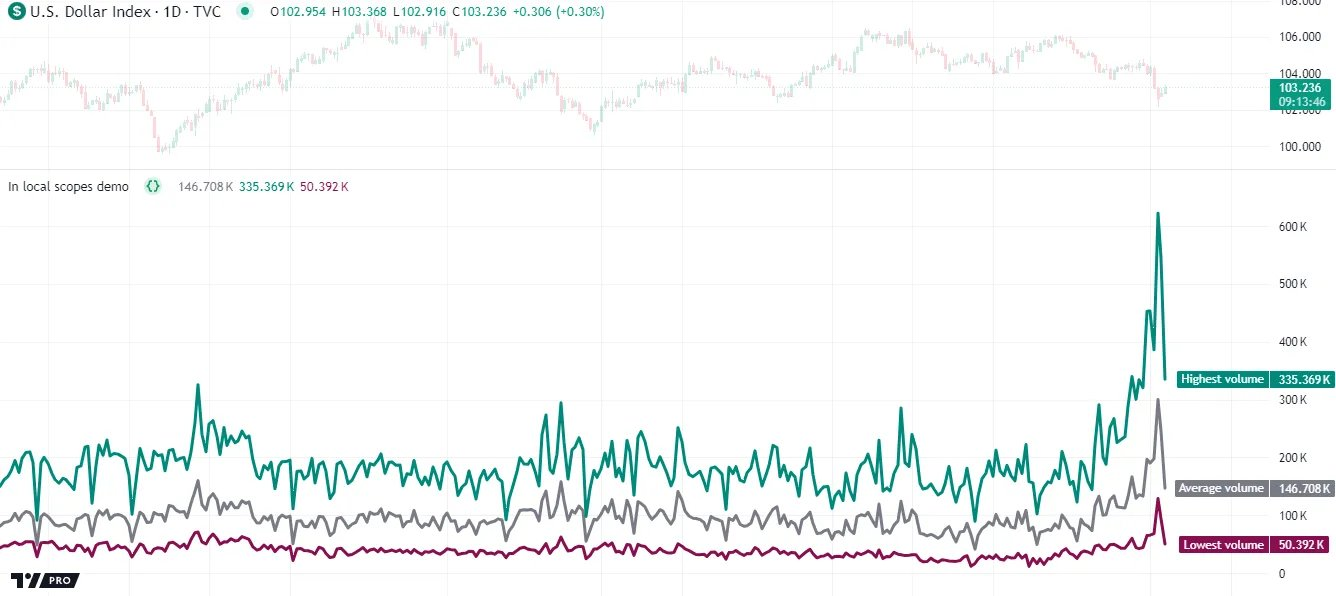 U.S. Dollar Index · 1D · TVC O102.954 H103.368 L102.916 C103.236 +0.306 (+0.30%)
108.000
106.000
104.000
103.236
09:13:46
102.000
100.000
In local scopes demo {} 146.708 K 335.369 K 50.392 K
600 K
500 K
400 K
Highest volume 335.369 K
300 K
200 K
Average volume 146.708 K
100 K
Lowest volume 50.392 K
0
TV PRO